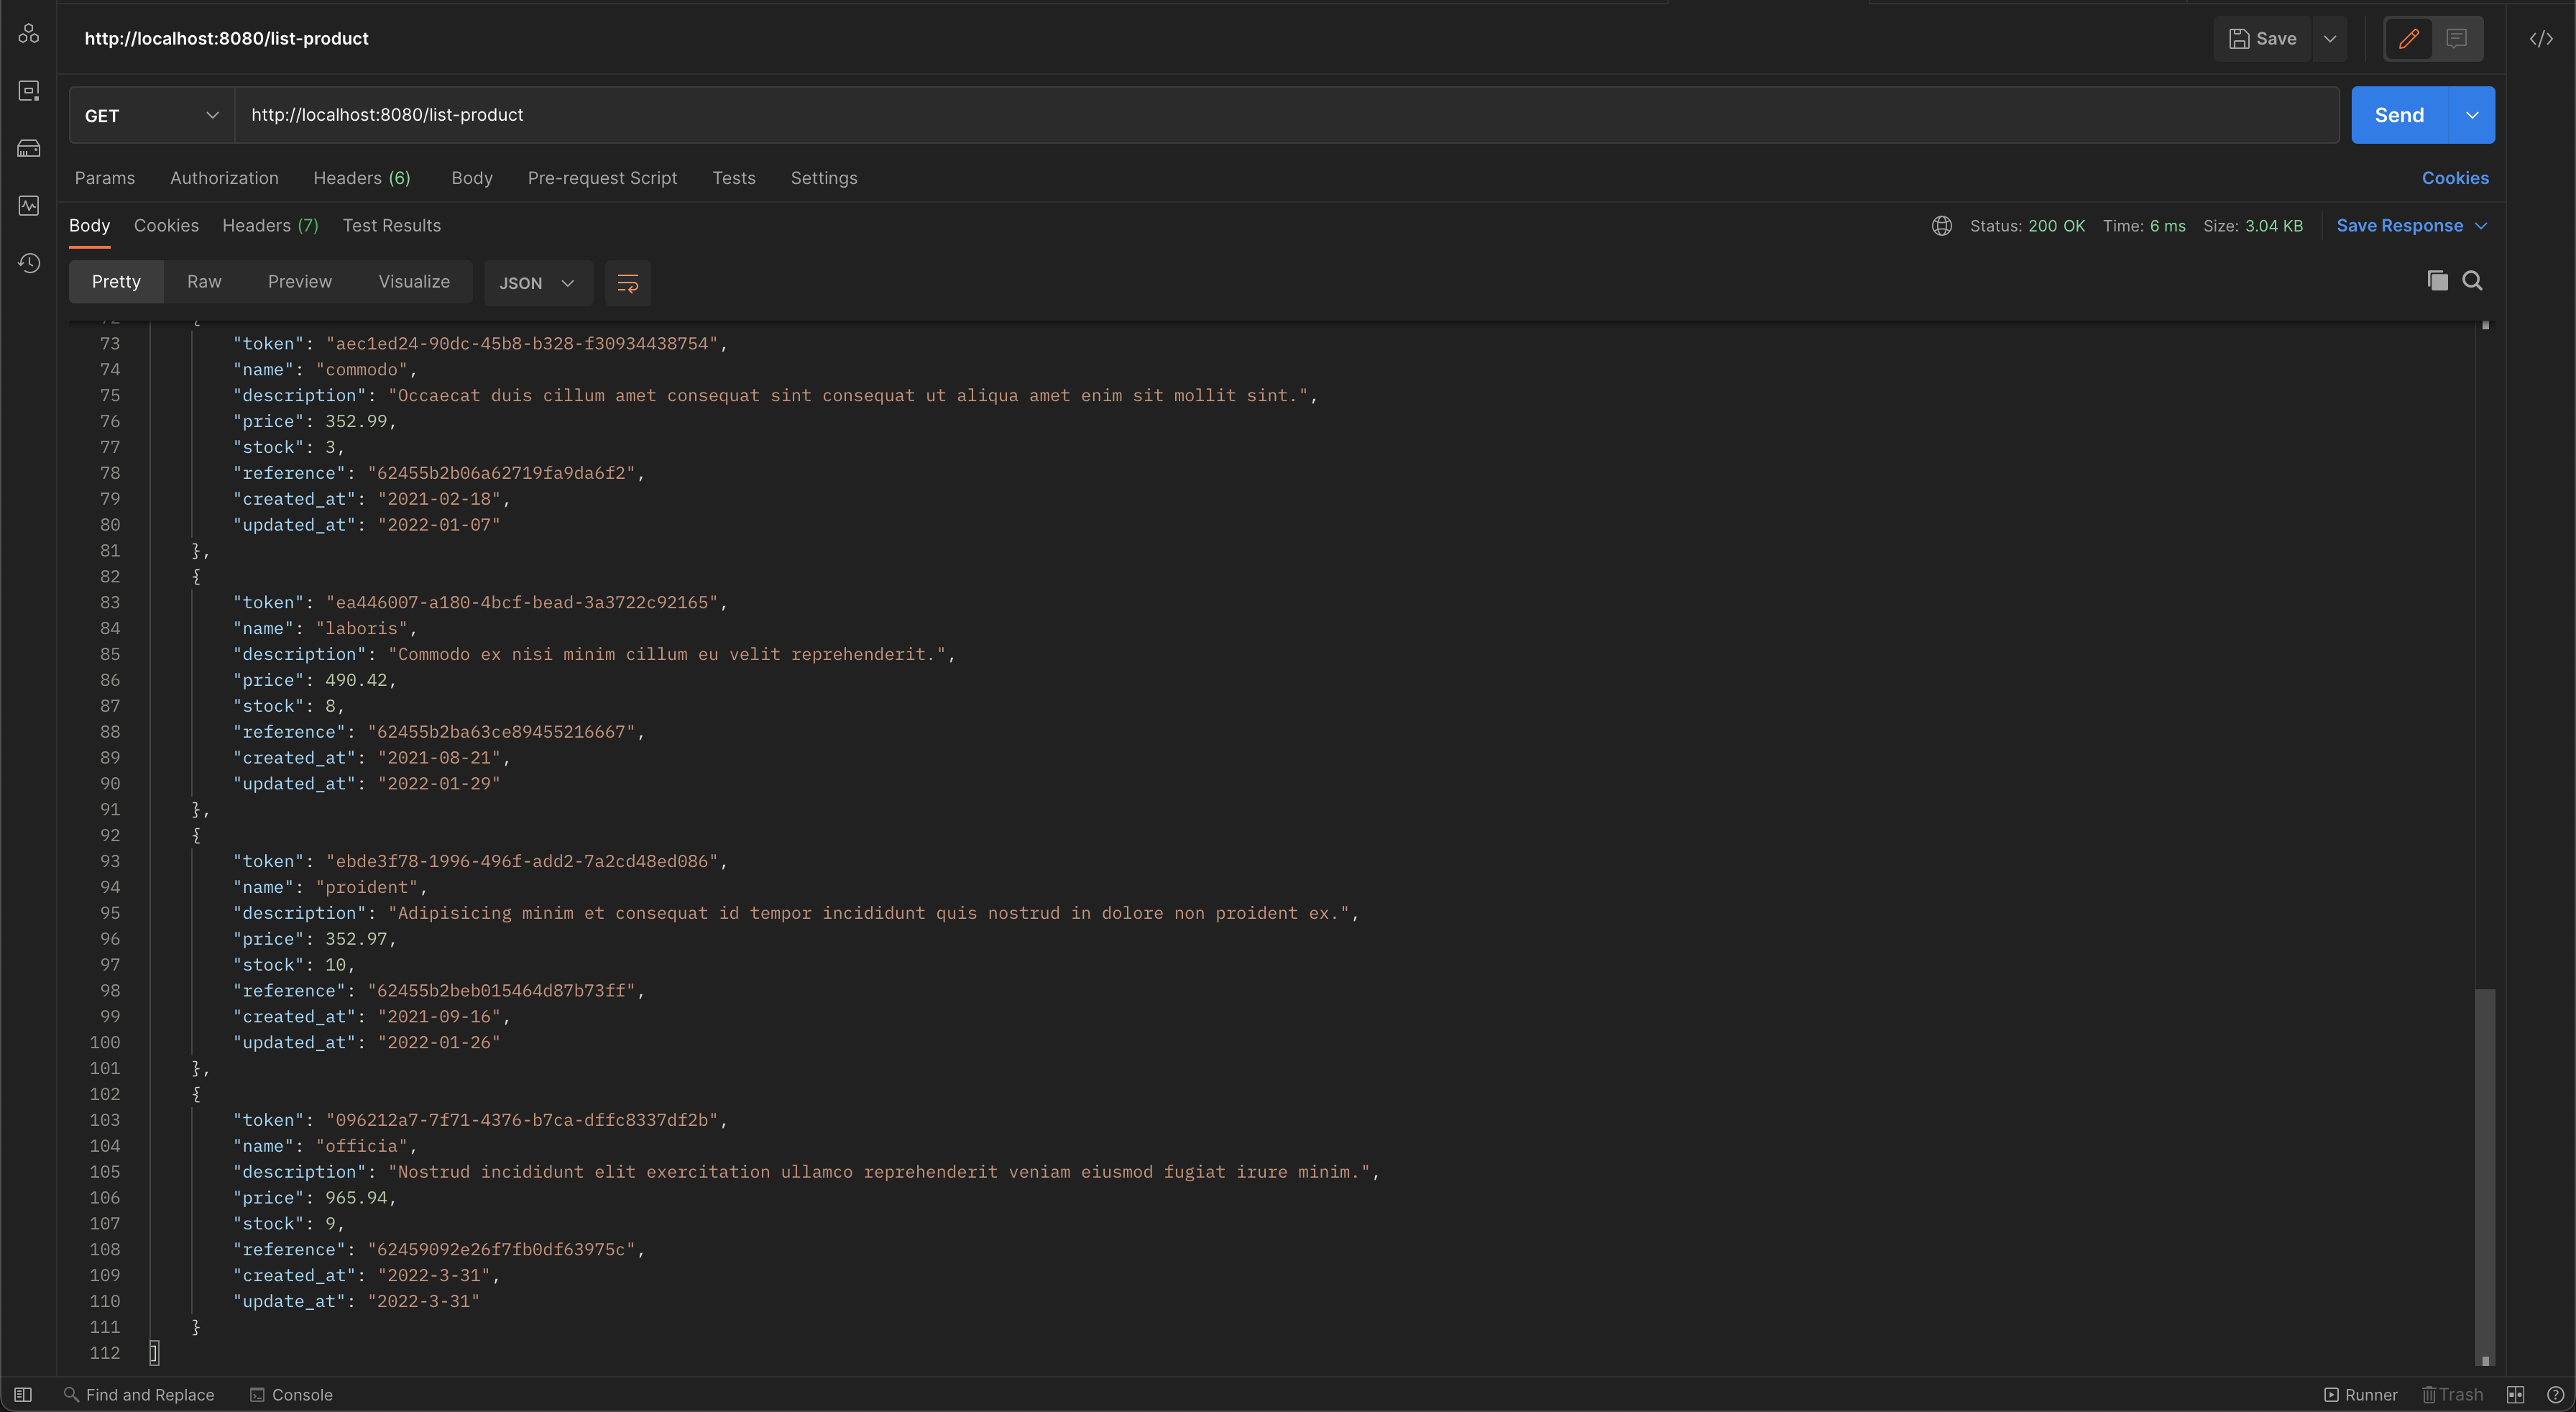 http://localhost:8080/list-product
Save
GET http://localhost:8080/list-product Send
Params Authorization Headers (6) Body Pre-request Script Tests Settings Cookies
Body Cookies Headers (7) Test Results Status: 200 OK Time: 6 ms Size: 3.04 KB Save Response
Pretty Raw Preview Visualize JSON
72 {
73 "token": "aec1ed24-90dc-45b8-b328-f30934438754",
74 "name": "commodo",
75 "description": "Occaecat duis cillum amet consequat sint consequat ut aliqua amet enim sit mollit sint.",
76 "price": 352.99,
77 "stock": 3,
78 "reference": "62455b2b06a62719fa9da6f2",
79 "created_at": "2021-02-18",
80 "updated_at": "2022-01-07"
81 },
82 {
83 "token": "ea446007-a180-4bcf-bead-3a3722c92165",
84 "name": "laboris",
85 "description": "Commodo ex nisi minim cillum eu velit reprehenderit.",
86 "price": 490.42,
87 "stock": 8,
88 "reference": "62455b2ba63ce89455216667",
89 "created_at": "2021-08-21",
90 "updated_at": "2022-01-29"
91 },
92 {
93 "token": "ebde3f78-1996-496f-add2-7a2cd48ed086",
94 "name": "proident",
95 "description": "Adipisicing minim et consequat id tempor incididunt quis nostrud in dolore non proident ex.",
96 "price": 352.97,
97 "stock": 10,
98 "reference": "62455b2beb015464d87b73ff",
99 "created_at": "2021-09-16",
100 "updated_at": "2022-01-26"
101 },
102 {
103 "token": "096212a7-7f71-4376-b7ca-dffc8337df2b",
104 "name": "officia",
105 "description": "Nostrud incididunt elit exercitation ullamco reprehenderit veniam eiusmod fugiat irure minim.",
106 "price": 965.94,
107 "stock": 9,
108 "reference": "62459092e26f7fb0df63975c",
109 "created_at": "2022-3-31",
110 "update_at": "2022-3-31"
111 }
112 ]
Find and Replace Console Runner Trash